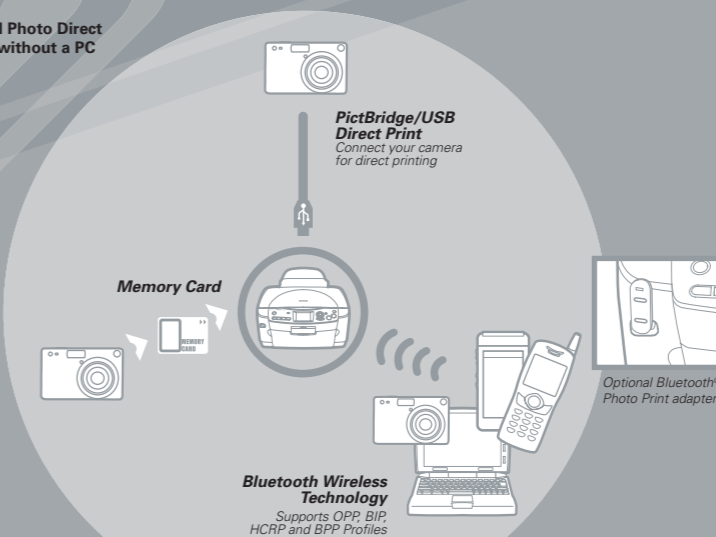 Photo Direct
without a PC
PictBridge/USB
Direct Print
Connect your camera
for direct printing
Memory Card
MEMORY
CARD
Optional Bluetooth®
Photo Print adapter
Bluetooth Wireless
Technology
Supports OPP, BIP,
HCRP and BPP Profiles